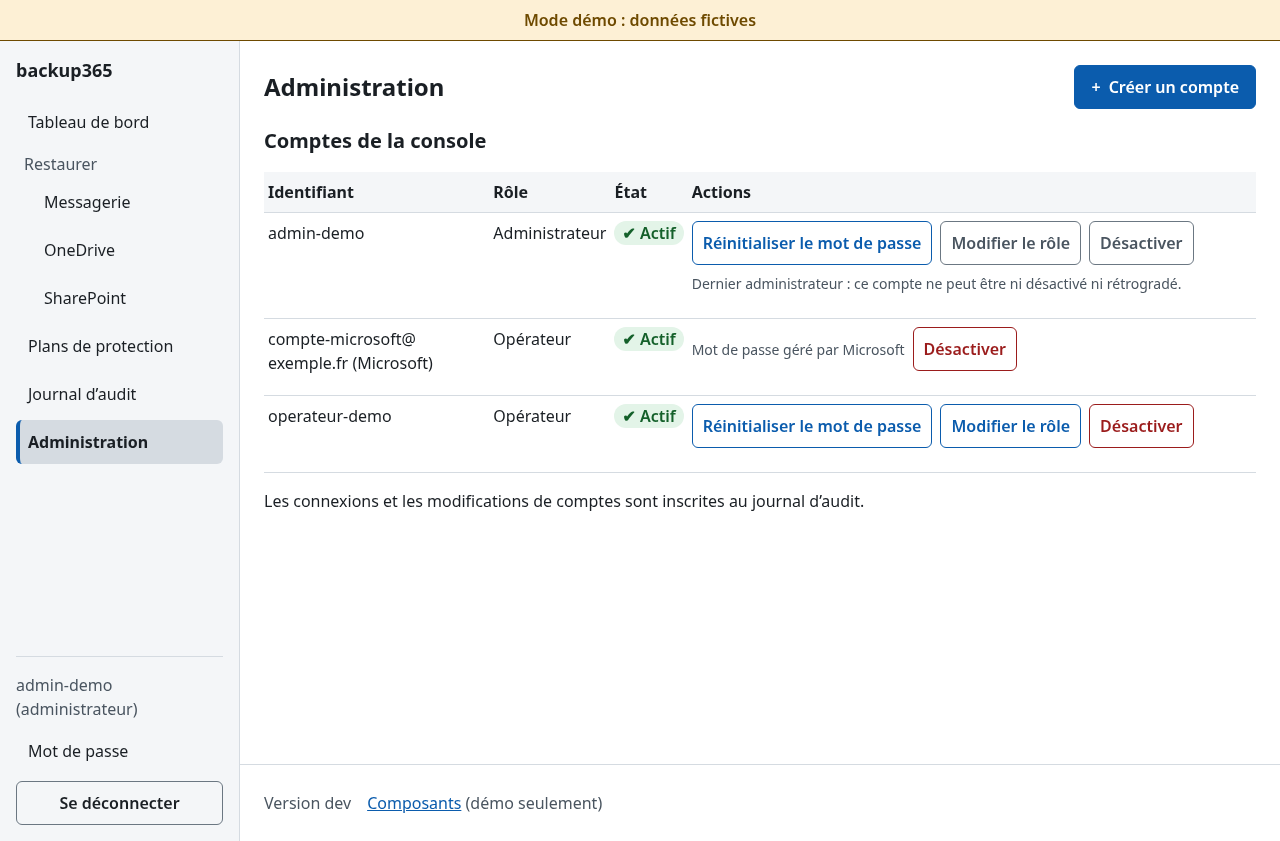 Mode démo : données fictives
backup365
Tableau de bord
Restaurer
Messagerie
OneDrive
SharePoint
Plans de protection
Journal d’audit
Administration
admin-demo
(administrateur)
Mot de passe
Se déconnecter
Administration
+ Créer un compte
Comptes de la console
Identifiant Rôle État Actions
admin-demo Administrateur ✔ Actif Réinitialiser le mot de passe Modifier le rôle Désactiver
Dernier administrateur : ce compte ne peut être ni désactivé ni rétrogradé.
compte-microsoft@ Opérateur ✔ Actif Mot de passe géré par Microsoft Désactiver
exemple.fr (Microsoft)
operateur-demo Opérateur ✔ Actif Réinitialiser le mot de passe Modifier le rôle Désactiver
Les connexions et les modifications de comptes sont inscrites au journal d’audit.
Version dev Composants (démo seulement)